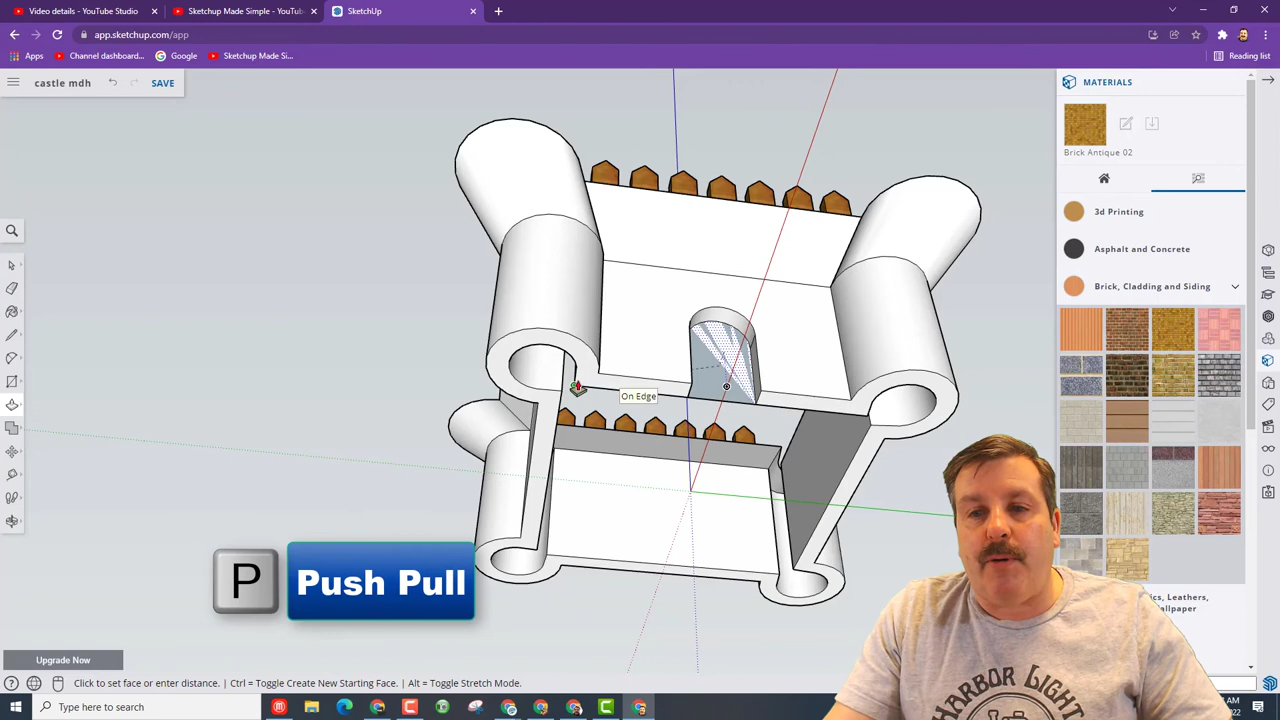 Video details - YouTube Studio
Sketchup Made Simple - YouTub
SketchUp
app.sketchup.com/app
Apps
Channel dashboard...
Google
Sketchup Made Si...
Reading list
castle mdh
SAVE
MATERIALS
Brick Antique 02
3d Printing
Asphalt and Concrete
Brick, Cladding and Siding
On Edge
P
Push Pull
HARBOR LIGHT
Upgrade Now
Click to set face or enter distance. | Ctrl = Toggle Create New Starting Face. | Alt = Toggle Stretch Mode.
Type here to search